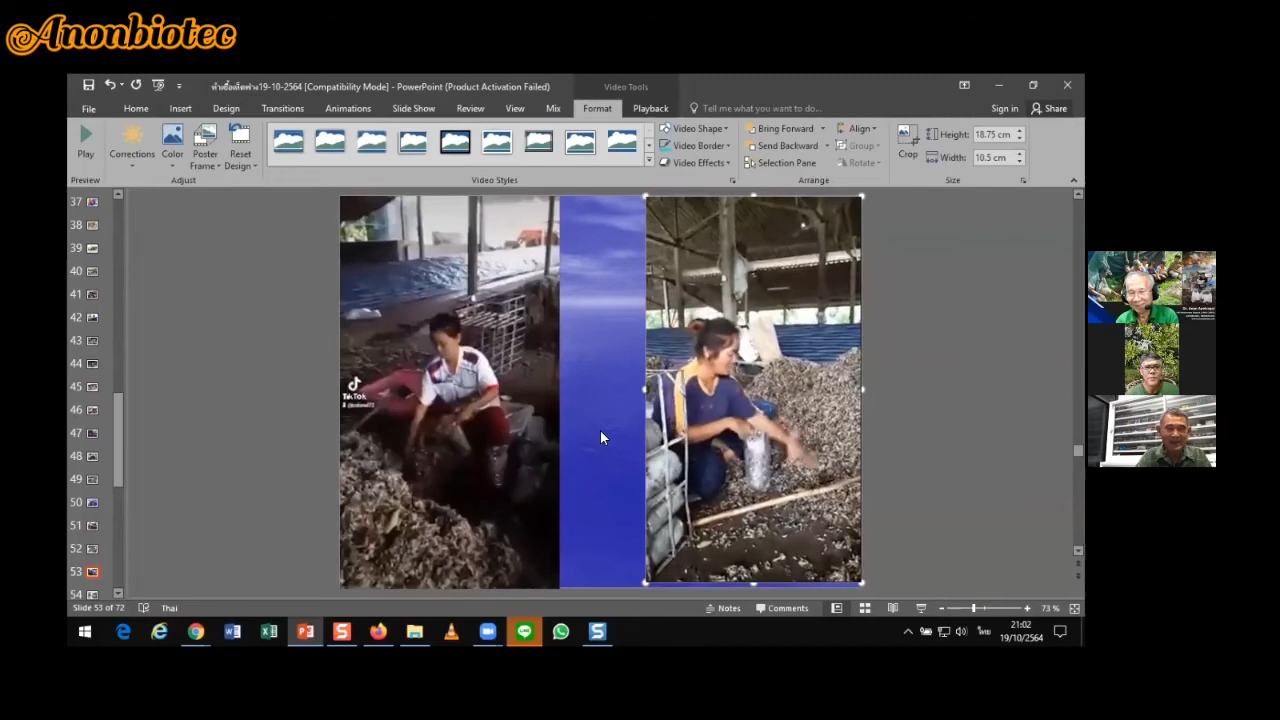 Anonbiotec
ทำเชื้อเห็ดฟาง19-10-2564 [Compatibility Mode] - PowerPoint (Product Activation Failed)
Video Tools
File Home Insert Design Transitions Animations Slide Show Review View Mix Format Playback Tell me what you want to do... Sign in Share
Play
Corrections
Color
Poster Frame
Reset Design
Video Shape
Video Border
Video Effects
Bring Forward
Send Backward
Selection Pane
Align
Group
Rotate
Crop
Height: 18.75 cm
Width: 10.5 cm
Preview
Adjust
Video Styles
Arrange
Size
37
38
39
40
41
42
43
44
45
46
47
48
49
50
51
52
53
54
TikTok
Slide 53 of 72
Thai
Notes
Comments
73 %
ไทย
21:02
19/10/2564